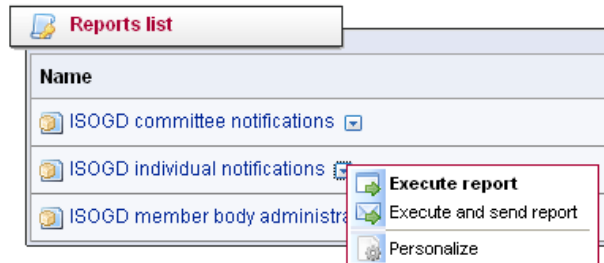 Reports list
Name
ISOGD committee notifications
ISOGD individual notifications
Execute report
Execute and send report
ISOGD member body
Personalize